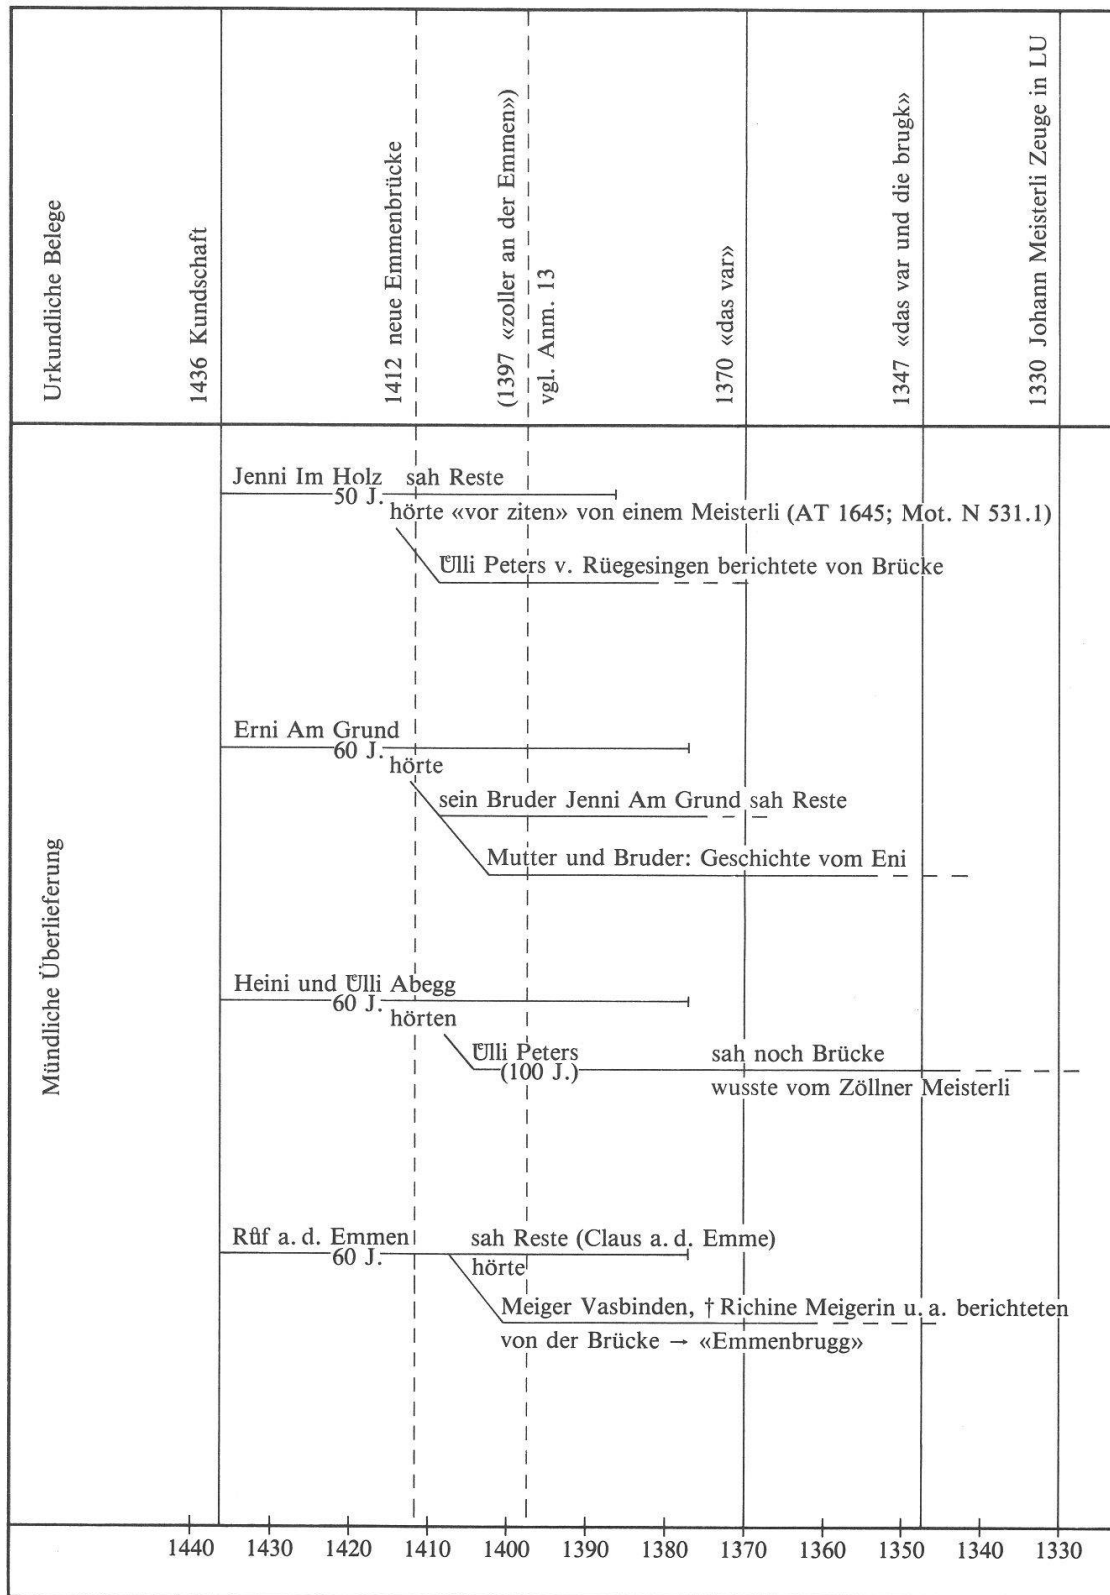 Urkundliche Belege
1436 Kundschaft
1412 neue Emmenbrücke
(1397 «zoller an der Emmen»)
vgl. Anm. 13
1370 «das var»
1347 «das var und die brugk»
1330 Johann Meisterli Zeuge in LU
Mündliche Überlieferung
Jenni Im Holz sah Reste
50 J.
hörte «vor ziten» von einem Meisterli (AT 1645; Mot. N 531.1)
Uͤlli Peters v. Rüegesingen berichtete von Brücke
Erni Am Grund
60 J.
hörte
sein Bruder Jenni Am Grund sah Reste
Mutter und Bruder: Geschichte vom Eni
Heini und Uͤlli Abegg
60 J.
hörten
Uͤlli Peters sah noch Brücke
(100 J.)
wusste vom Zöllner Meisterli
Růf a. d. Emmen sah Reste (Claus a. d. Emme)
60 J.
hörte
Meiger Vasbinden, † Richine Meigerin u. a. berichteten
von der Brücke → «Emmenbrugg»
1440 1430 1420 1410 1400 1390 1380 1370 1360 1350 1340 1330